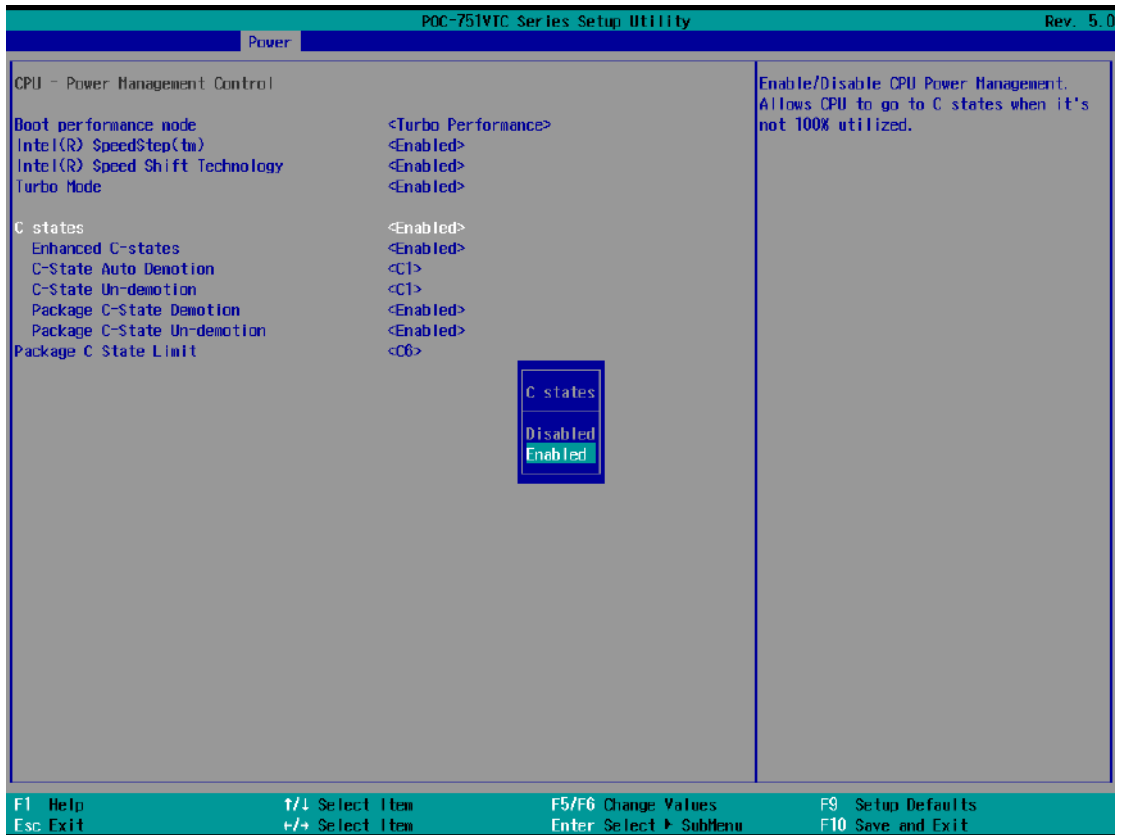 POC-751VTC Series Setup Utility Rev. 5.0
Power
CPU - Power Management Control
Boot performance mode <Turbo Performance>
Intel(R) SpeedStep(tm) <Enabled>
Intel(R) Speed Shift Technology <Enabled>
Turbo Mode <Enabled>
C states <Enabled>
Enhanced C-states <Enabled>
C-State Auto Demotion <C1>
C-State Un-demotion <C1>
Package C-State Demotion <Enabled>
Package C-State Un-demotion <Enabled>
Package C State Limit <C6>
Enable/Disable CPU Power Management.
Allows CPU to go to C states when it's
not 100% utilized.
C states
Disabled
Enabled
F1 Help ↑/↓ Select Item F5/F6 Change Values F9 Setup Defaults
Esc Exit ←/→ Select Item Enter Select ▶ SubMenu F10 Save and Exit